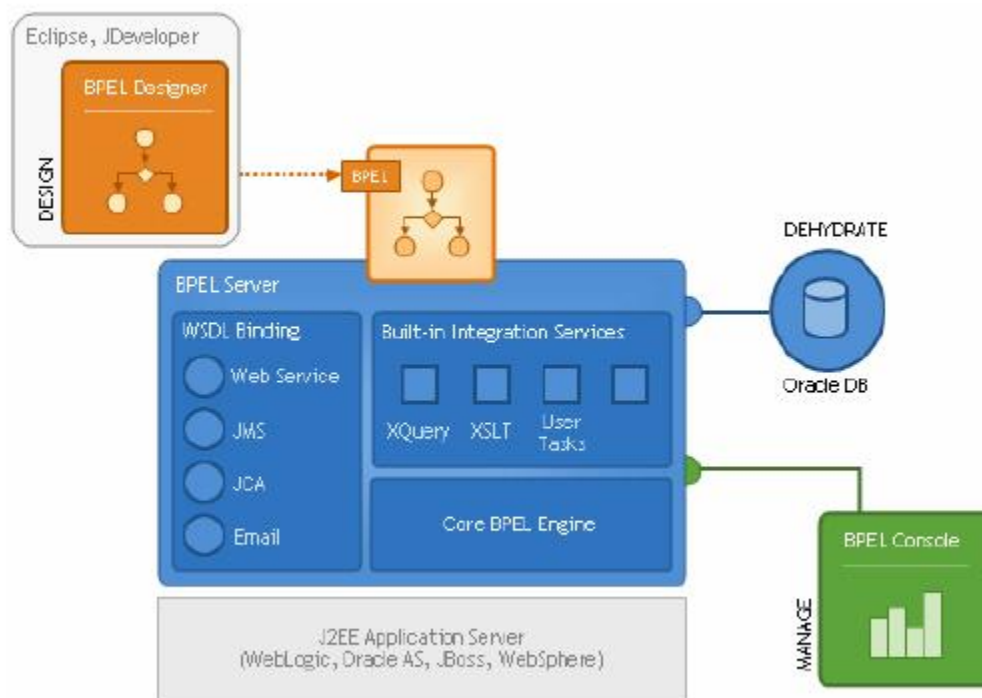 Eclipse, JDeveloper
BPEL Designer
DESIGN
BPEL
DEHYDRATE
Oracle DB
BPEL Server
WSDL Binding
Web Service
JMS
JCA
Email
Built-in Integration Services
XQuery
XSLT
User
Tasks
Core BPEL Engine
BPEL Console
MANAGE
J2EE Application Server
(WebLogic, Oracle AS, JBoss, WebSphere)